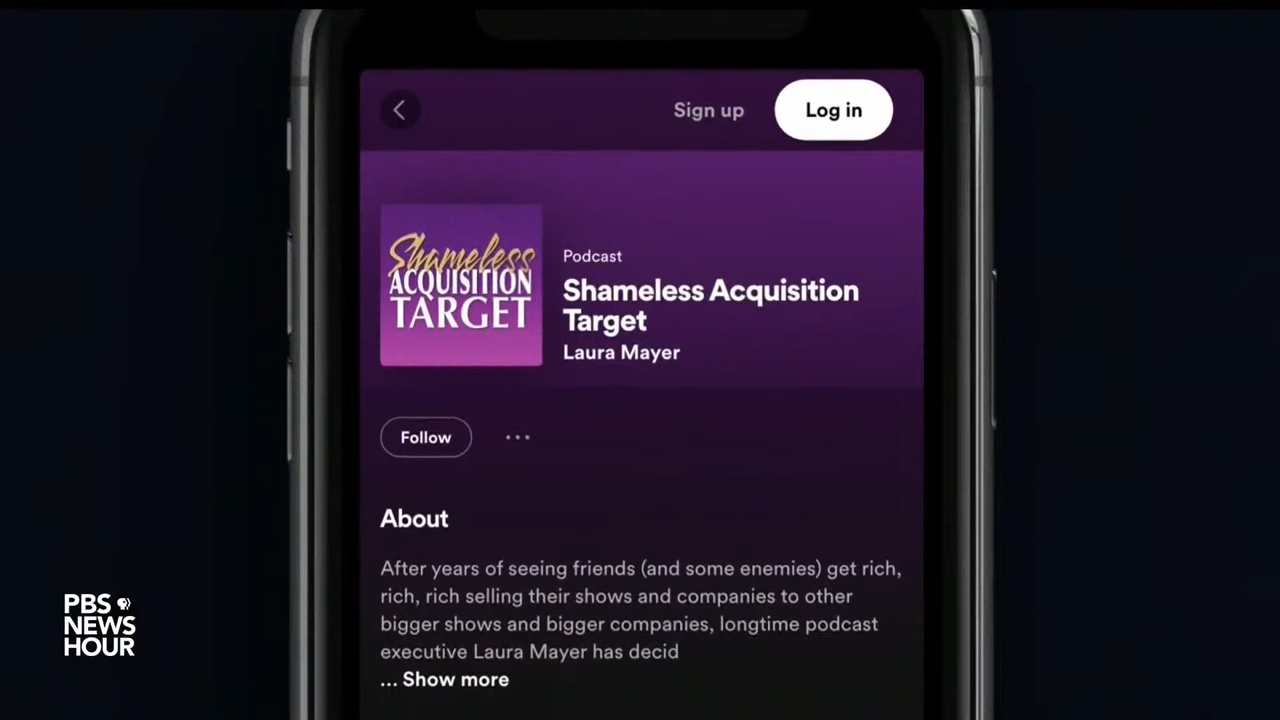 Sign up
Log in
Shameless
ACQUISITION
TARGET
Podcast
Shameless Acquisition
Target
Laura Mayer
Follow
About
After years of seeing friends (and some enemies) get rich,
rich, rich selling their shows and companies to other
bigger shows and bigger companies, longtime podcast
executive Laura Mayer has decid
... Show more
PBS
NEWS
HOUR